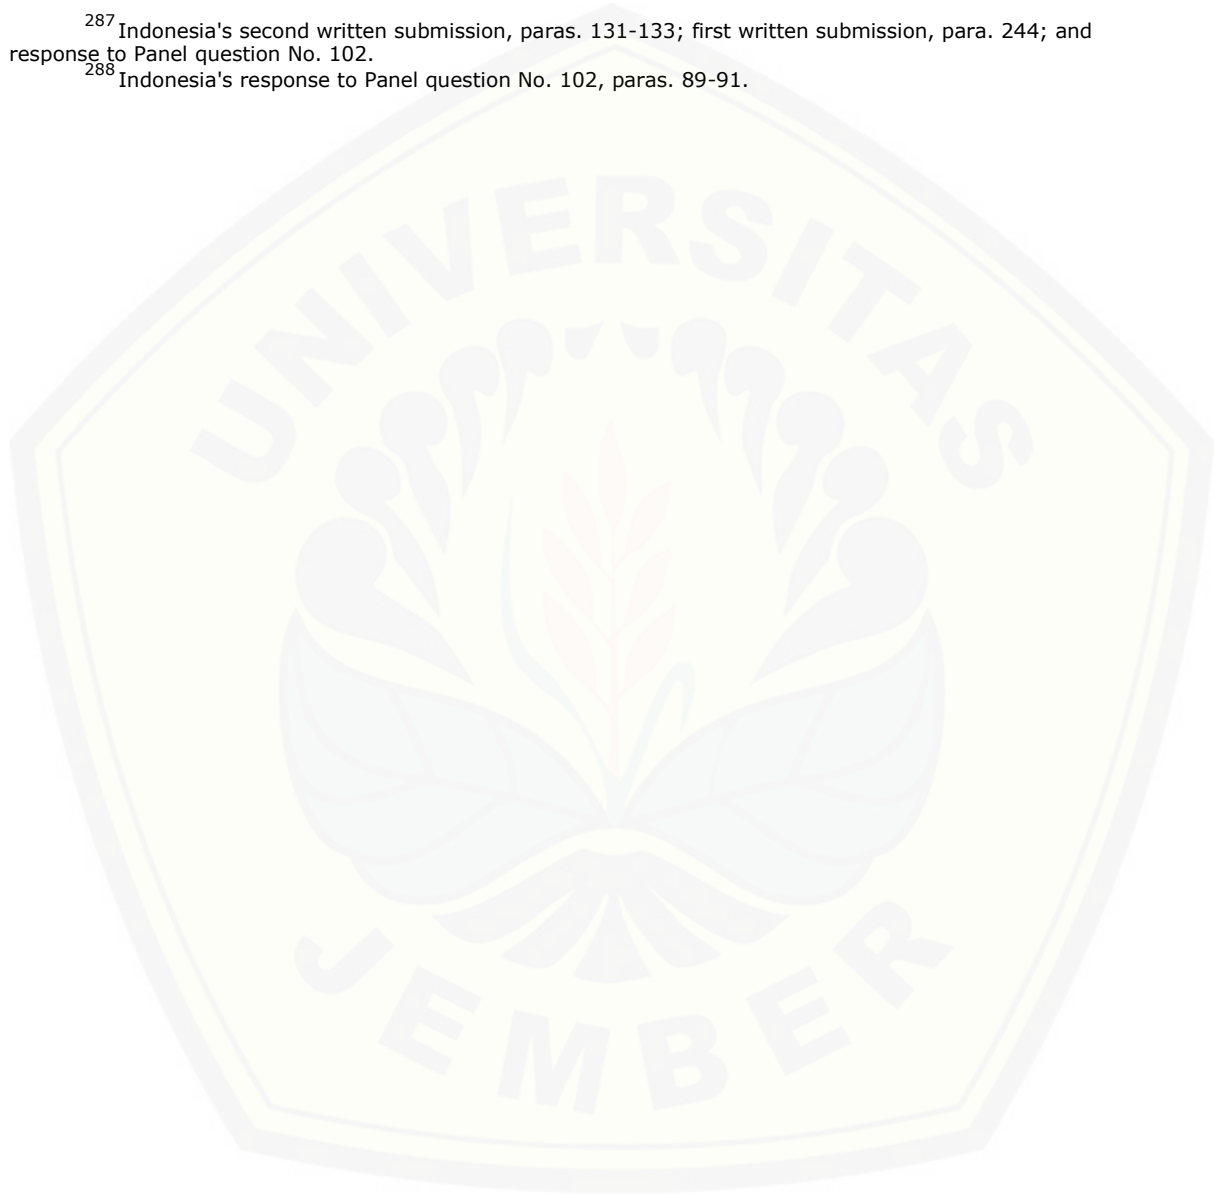 287 Indonesia's second written submission, paras. 131-133; first written submission, para. 244; and
response to Panel question No. 102.
288 Indonesia's response to Panel question No. 102, paras. 89-91.
UNIVERSITAS
JEMBER